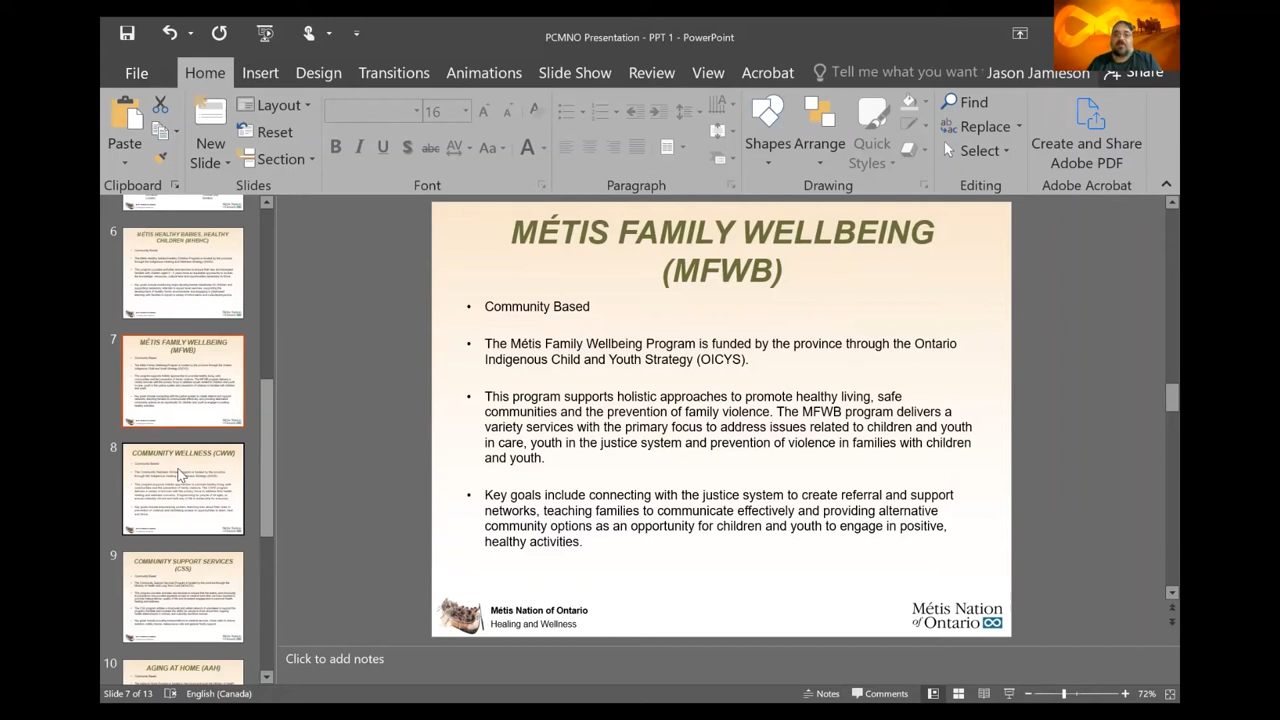 PCMNO Presentation - PPT 1 - PowerPoint
File
Home
Insert
Design
Transitions
Animations
Slide Show
Review
View
Acrobat
Tell me what you want
Jason Jamieson
Share
Paste
New
Slide
Layout
Reset
Section
16
B I U S abc AV Aa A
Shapes
Arrange
Quick
Styles
Find
Replace
Select
Create and Share
Adobe PDF
Clipboard
Slides
Font
Paragraph
Drawing
Editing
Adobe Acrobat
6
MÉTIS HEALTHY BABIES, HEALTHY
CHILDREN (MHBHC)
7
MÉTIS FAMILY WELLBEING
(MFWB)
8
COMMUNITY WELLNESS (CWW)
9
COMMUNITY SUPPORT SERVICES
(CSS)
10
AGING AT HOME (AAH)
MÉTIS FAMILY WELLBEING
(MFWB)
• Community Based
• The Métis Family Wellbeing Program is funded by the province through the Ontario
Indigenous Child and Youth Strategy (OICYS).
• This program supports holistic approaches to promote healthy living, safe
communities and the prevention of family violence. The MFWB program delivers a
variety services with the primary focus to address issues related to children and youth
in care, youth in the justice system and prevention of violence in families with children
and youth.
• Key goals include connecting with the justice system to create referral and support
networks, teaching families to communicate effectively and providing alternative
community options as an opportunity for children and youth to engage in positive,
healthy activities.
Métis Nation of Ontario
Healing and Wellness
Métis Nation
of Ontario
Click to add notes
Slide 7 of 13
English (Canada)
Notes
Comments
72%